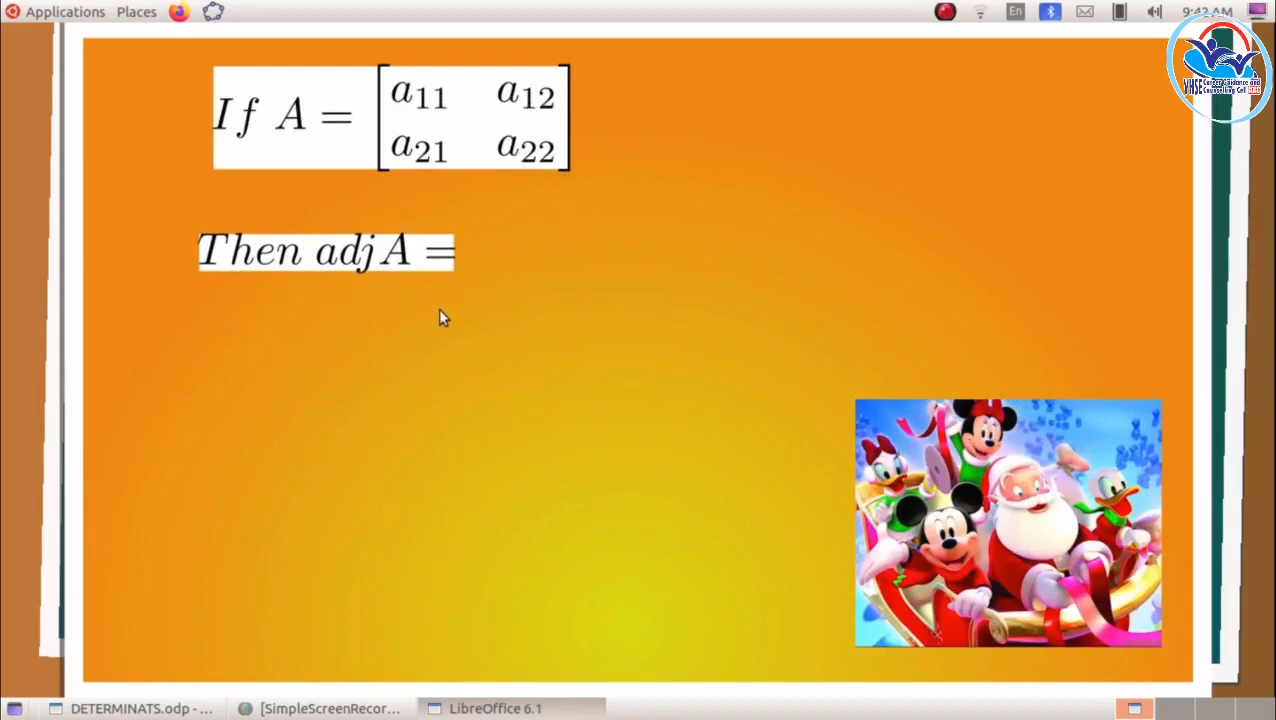 Applications Places En 9:42 AM
VHSE Career Guidance and
Counselling Cell
If A = [ a11 a12
a21 a22 ]
Then adjA =
DETERMINATS.odp - ... [SimpleScreenRecor... LibreOffice 6.1